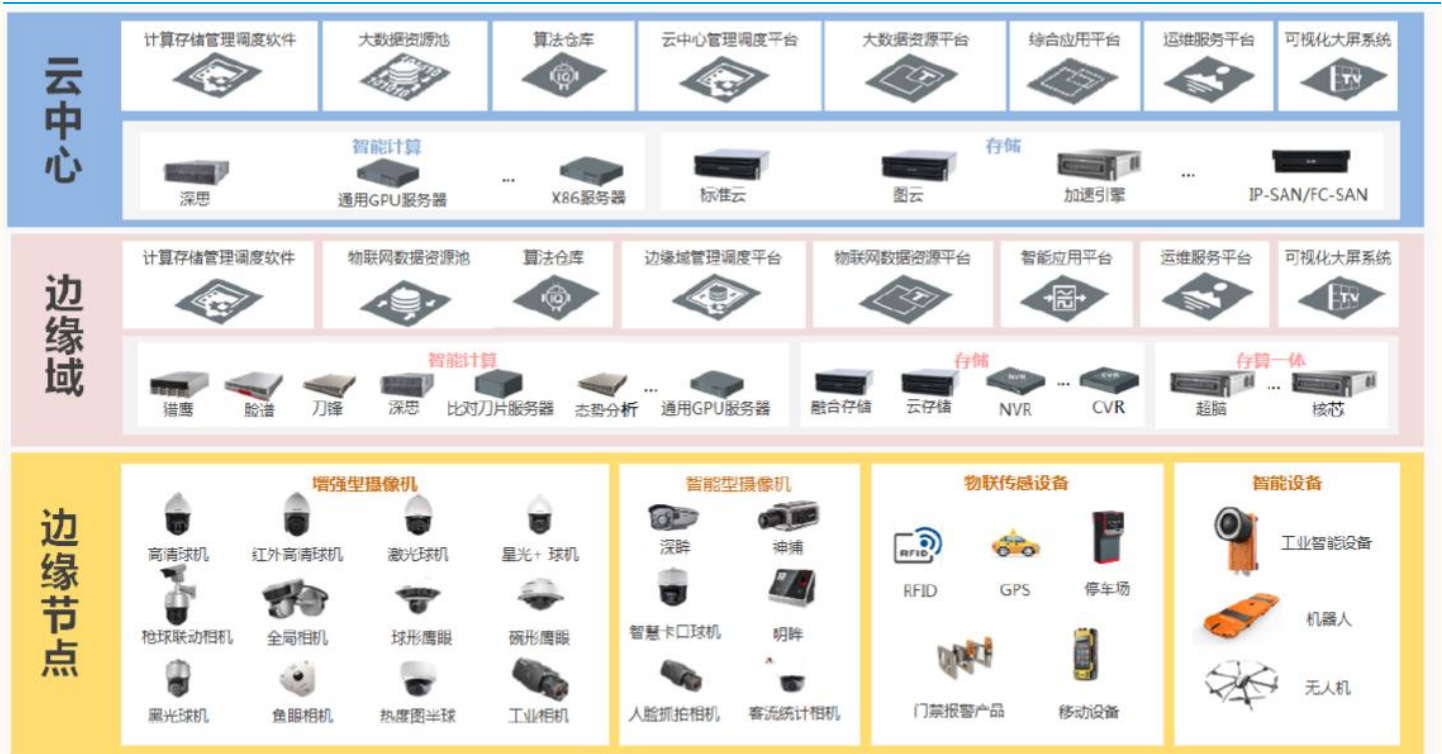 云中心
计算存储管理调度软件
大数据资源池
算法仓库
云中心管理调度平台
大数据资源平台
综合应用平台
运维服务平台
可视化大屏系统
智能计算
深思
通用GPU服务器
...
X86服务器
存储
标准云
图云
加速引擎
...
IP-SAN/FC-SAN
边缘域
计算存储管理调度软件
物联网数据资源池
算法仓库
边缘域管理调度平台
物联网数据资源平台
智能应用平台
运维服务平台
可视化大屏系统
智能计算
猎鹰
脸谱
刀锋
深思
比对刀片服务器
态势分析
...
通用GPU服务器
存储
融合存储
云存储
NVR
NVR
...
CVR
CVR
存算一体
超脑
...
核芯
边缘节点
增强型摄像机
高清球机
红外高清球机
激光球机
星光+ 球机
枪球联动相机
全局相机
球形鹰眼
碗形鹰眼
黑光球机
鱼眼相机
热度图半球
工业相机
智能型摄像机
深眸
神捕
智慧卡口球机
明眸
人脸抓拍相机
客流统计相机
物联传感设备
RFID
RFID
GPS
停车场
门禁报警产品
移动设备
智能设备
工业智能设备
机器人
无人机